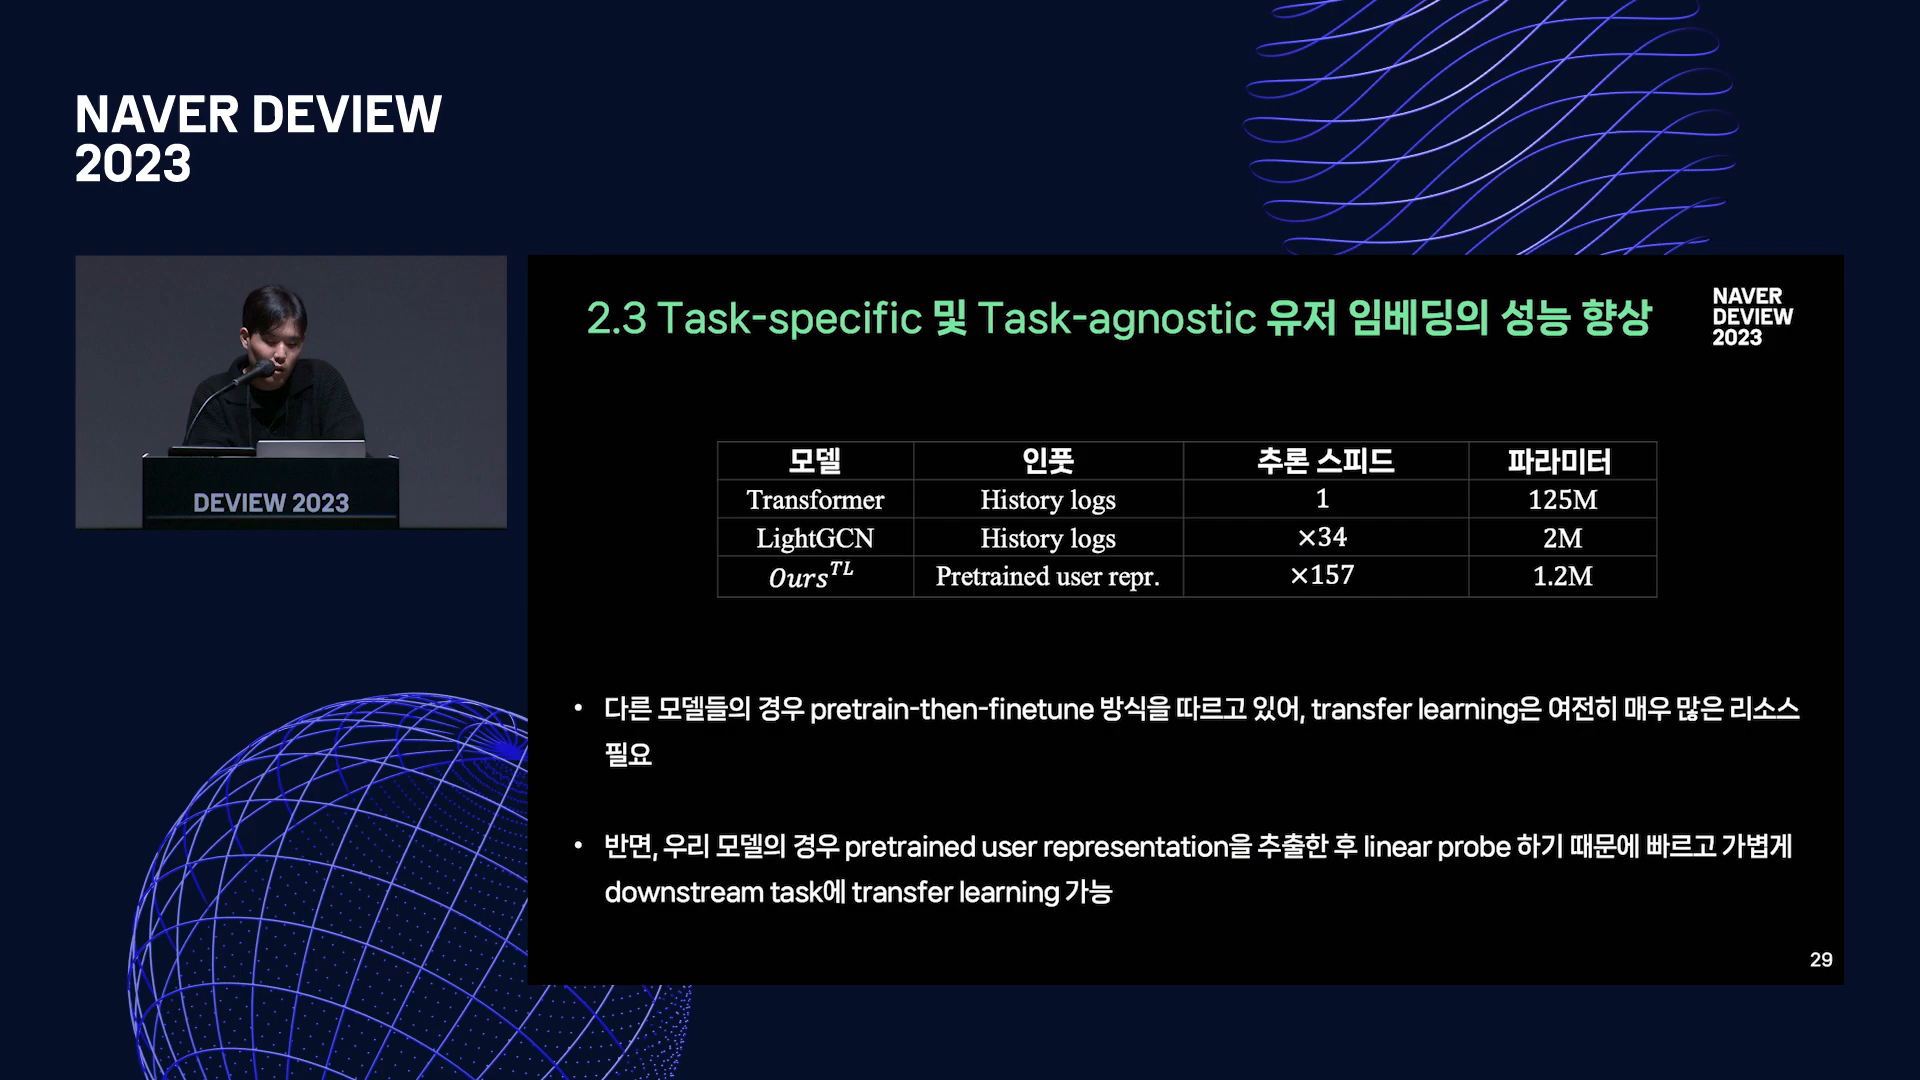 NAVER DEVIEW
2023
DEVIEW 2023
2.3 Task-specific 및 Task-agnostic 유저 임베딩의 성능 향상
NAVER
DEVIEW
2023
모델 인풋 추론 스피드 파라미터
Transformer History logs 1 125M
LightGCN History logs ×34 2M
Ours^TL Pretrained user repr. ×157 1.2M
• 다른 모델들의 경우 pretrain-then-finetune 방식을 따르고 있어, transfer learning은 여전히 매우 많은 리소스
필요
• 반면, 우리 모델의 경우 pretrained user representation을 추출한 후 linear probe 하기 때문에 빠르고 가볍게
downstream task에 transfer learning 가능
29